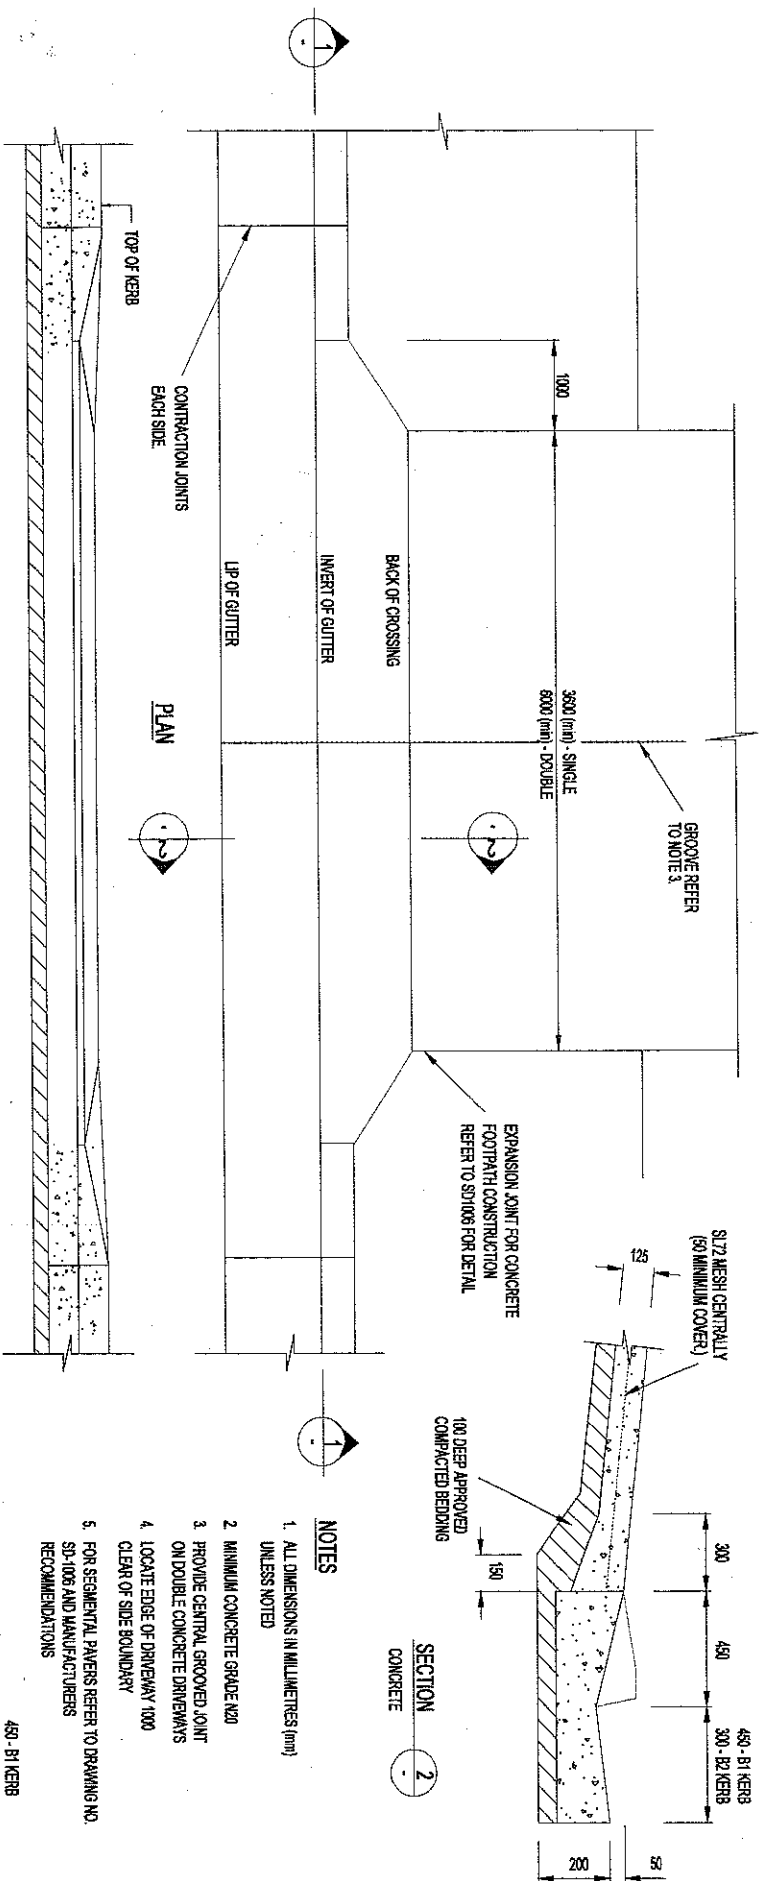 1
-
TOP OF KERB
CONTRACTION JOINTS
EACH SIDE.
1000
3600 (min) - SINGLE
6000 (min) - DOUBLE
BACK OF CROSSING
INVERT OF GUTTER
LIP OF GUTTER
GROOVE REFER
TO NOTE 3.
2
-
2
-
PLAN
EXPANSION JOINT FOR CONCRETE
FOOTPATH CONSTRUCTION
REFER TO SD1006 FOR DETAIL
1
-
SL72 MESH CENTRALLY
(50 MINIMUM COVER.)
125
300
450
450 - B1 KERB
300 - B2 KERB
50
200
150
100 DEEP APPROVED
COMPACTED BEDDING
SECTION
CONCRETE
2
-
NOTES
1. ALL DIMENSIONS IN MILLIMETRES (mm)
UNLESS NOTED
2. MINIMUM CONCRETE GRADE N20
3. PROVIDE CENTRAL GROOVED JOINT
ON DOUBLE CONCRETE DRIVEWAYS
4. LOCATE EDGE OF DRIVEWAY 1000
CLEAR OF SIDE BOUNDARY
5. FOR SEGMENTAL PAVERS REFER TO DRAWING NO.
SD-1006 AND MANUFACTURERS
RECOMMENDATIONS
450 - B1 KERB